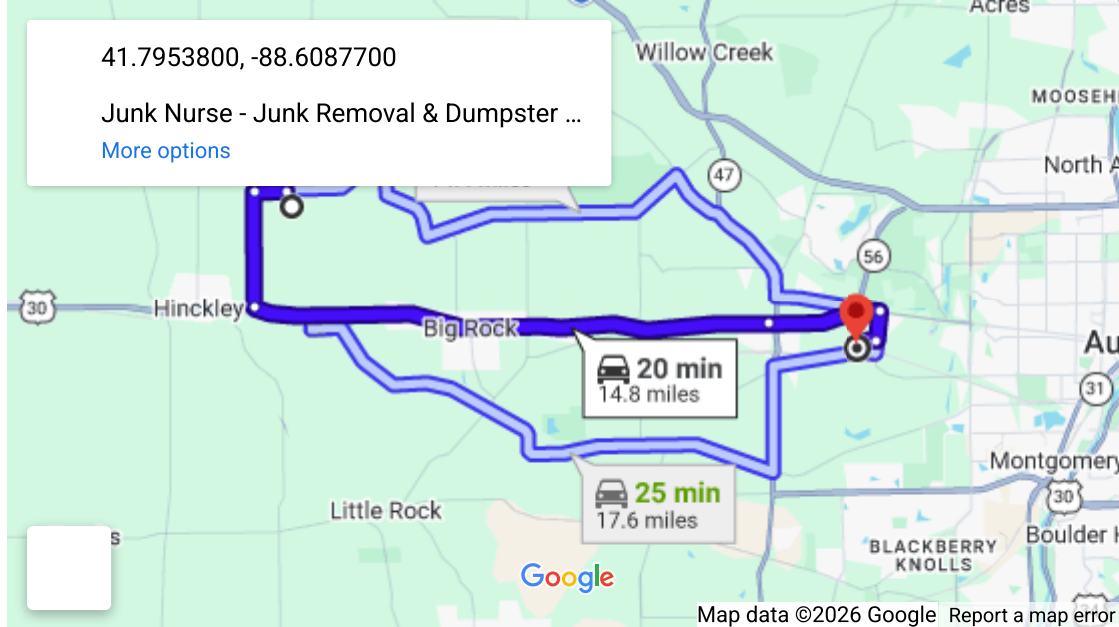 Acres
41.7953800, -88.6087700
Willow Creek
Junk Nurse - Junk Removal & Dumpster ...
More options
MOOSEH
North A
47
56
30
Hinckley
Big Rock
20 min
14.8 miles
Au
31
25 min
17.6 miles
Montgomery
30
Little Rock
Boulder H
s
BLACKBERRY
KNOLLS
Google
Map data ©2026 Google
Report a map error